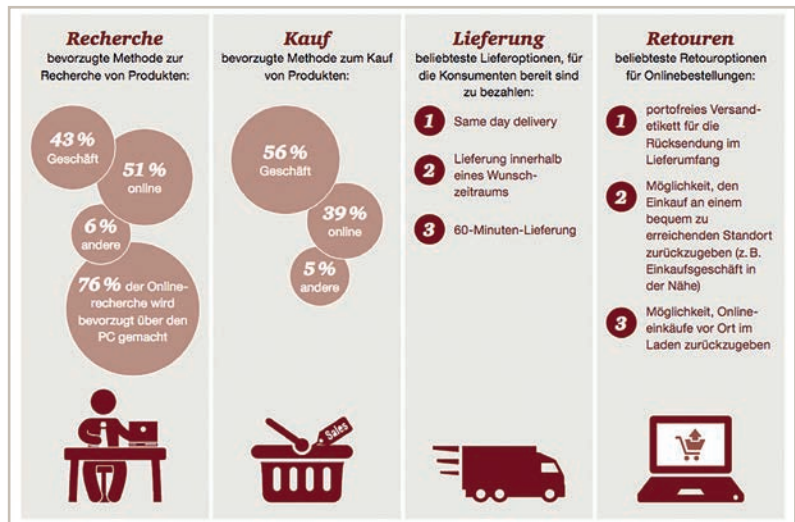 Recherche
bevorzugte Methode zur
Recherche von Produkten:
43 %
Geschäft
51 %
online
6 %
andere
76 % der Online-
recherche wird
bevorzugt über den
PC gemacht
Kauf
bevorzugte Methode zum Kauf
von Produkten:
56 %
Geschäft
39 %
online
5 %
andere
Sales
Lieferung
beliebteste Lieferoptionen, für
die Konsumenten bereit sind
zu bezahlen:
1 Same day delivery
2 Lieferung innerhalb
eines Wunsch-
zeitraums
3 60-Minuten-Lieferung
Retouren
beliebteste Retouroptionen
für Onlinebestellungen:
1 portofreies Versand-
etikett für die
Rücksendung im
Lieferumfang
2 Möglichkeit, den
Einkauf an einem
bequem zu
erreichenden Standort
zurückzugeben (z. B.
Einkaufsgeschäft in
der Nähe)
3 Möglichkeit, Online-
einkäufe vor Ort im
Laden zurückzugeben